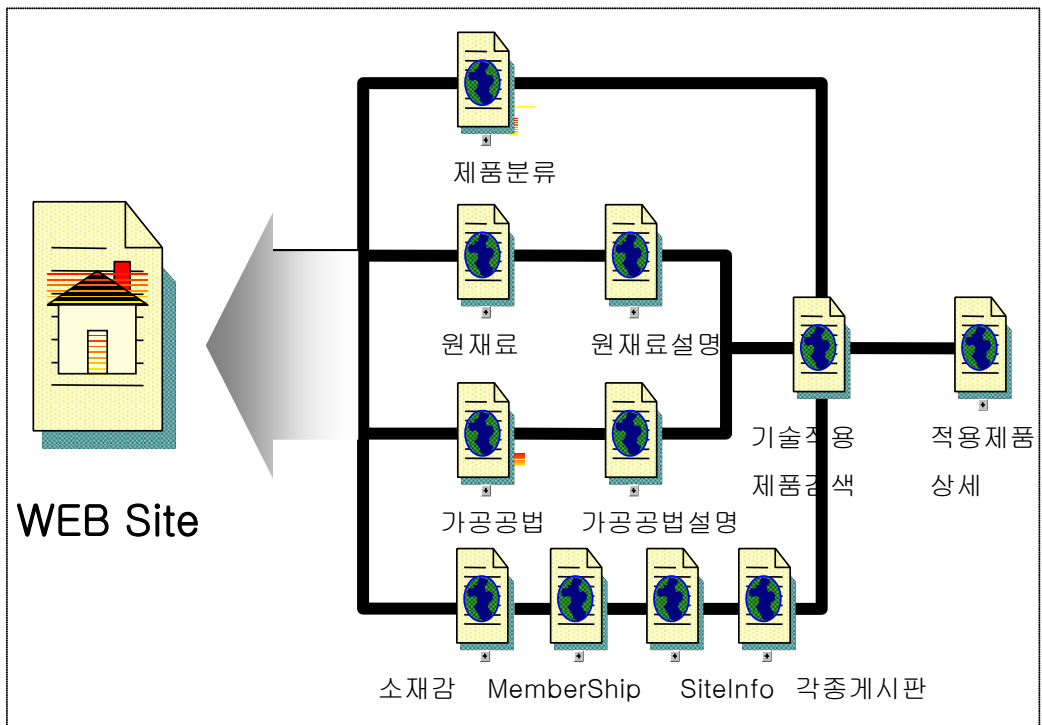 제품분류
원재료
원재료설명
기술적용
제품검색
적용제품
상세
WEB Site
가공공법
가공공법설명
소재감
MemberShip
SiteInfo
각종게시판